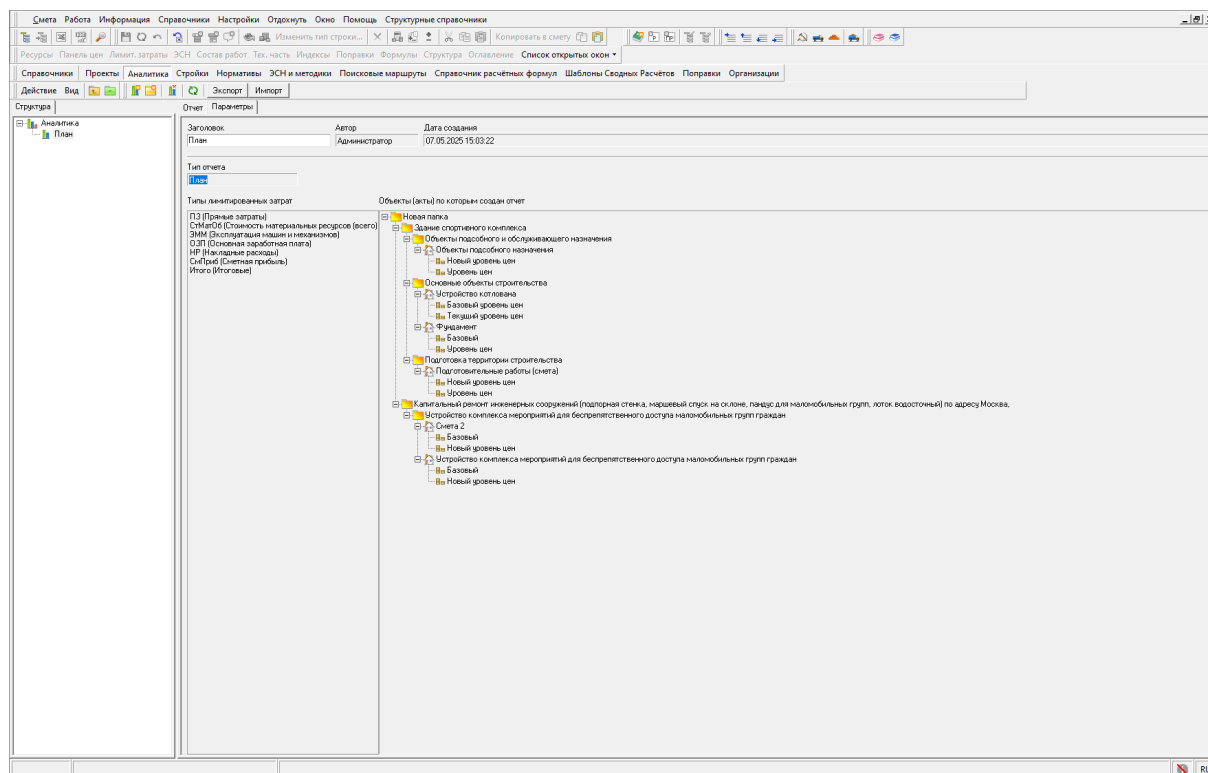 Смета Работа Информация Справочники Настройки Отдохнуть Окно Помощь Структурные справочники
Изменить тип строки... Копировать в смету
Ресурсы Панель цен Лимит. затраты ЭСН Состав работ Тех. часть Индексы Поправки Формулы Структура Оглавление Список открытых окон
Справочники Проекты Аналитика Стройки Нормативы ЭСН и методики Поисковые маршруты Справочник расчётных формул Шаблоны Сводных Расчётов Поправки Организации
Действие Вид Экспорт Импорт
Структура
Аналитика
План
Отчет Параметры
Заголовок Автор Дата создания
План Администратор 07.05.2025 15:03:22
Тип отчета
План
Типы лимитированных затрат
ПЗ (Прямые затраты)
СтМатОб (Стоимость материальных ресурсов (всего)
ЭММ (Эксплуатация машин и механизмов)
ОЗП (Основная заработная плата)
НР (Накладные расходы)
СмПриб (Сметная прибыль)
Итого (Итоговые)
Объекты (акты) по которым создан отчет
Новая папка
Здание спортивного комплекса
Объекты подсобного и обслуживающего назначения
Объекты подсобного назначения
Новый уровень цен
Уровень цен
Основные объекты строительства
Устройство котлована
Базовый уровень цен
Текущий уровень цен
Фундамент
Базовый
Уровень цен
Подготовка территории строительства
Подготовительные работы (смета)
Новый уровень цен
Уровень цен
Капитальный ремонт инженерных сооружений (подпорная стенка, маршевый спуск на склоне, пандус для маломобильных групп, лоток водосточный) по адресу Москва,
Устройство комплекса мероприятий для беспрепятственного доступа маломобильных групп граждан
Смета 2
Базовый
Новый уровень цен
Устройство комплекса мероприятий для беспрепятственного доступа маломобильных групп граждан
Базовый
Новый уровень цен
RU